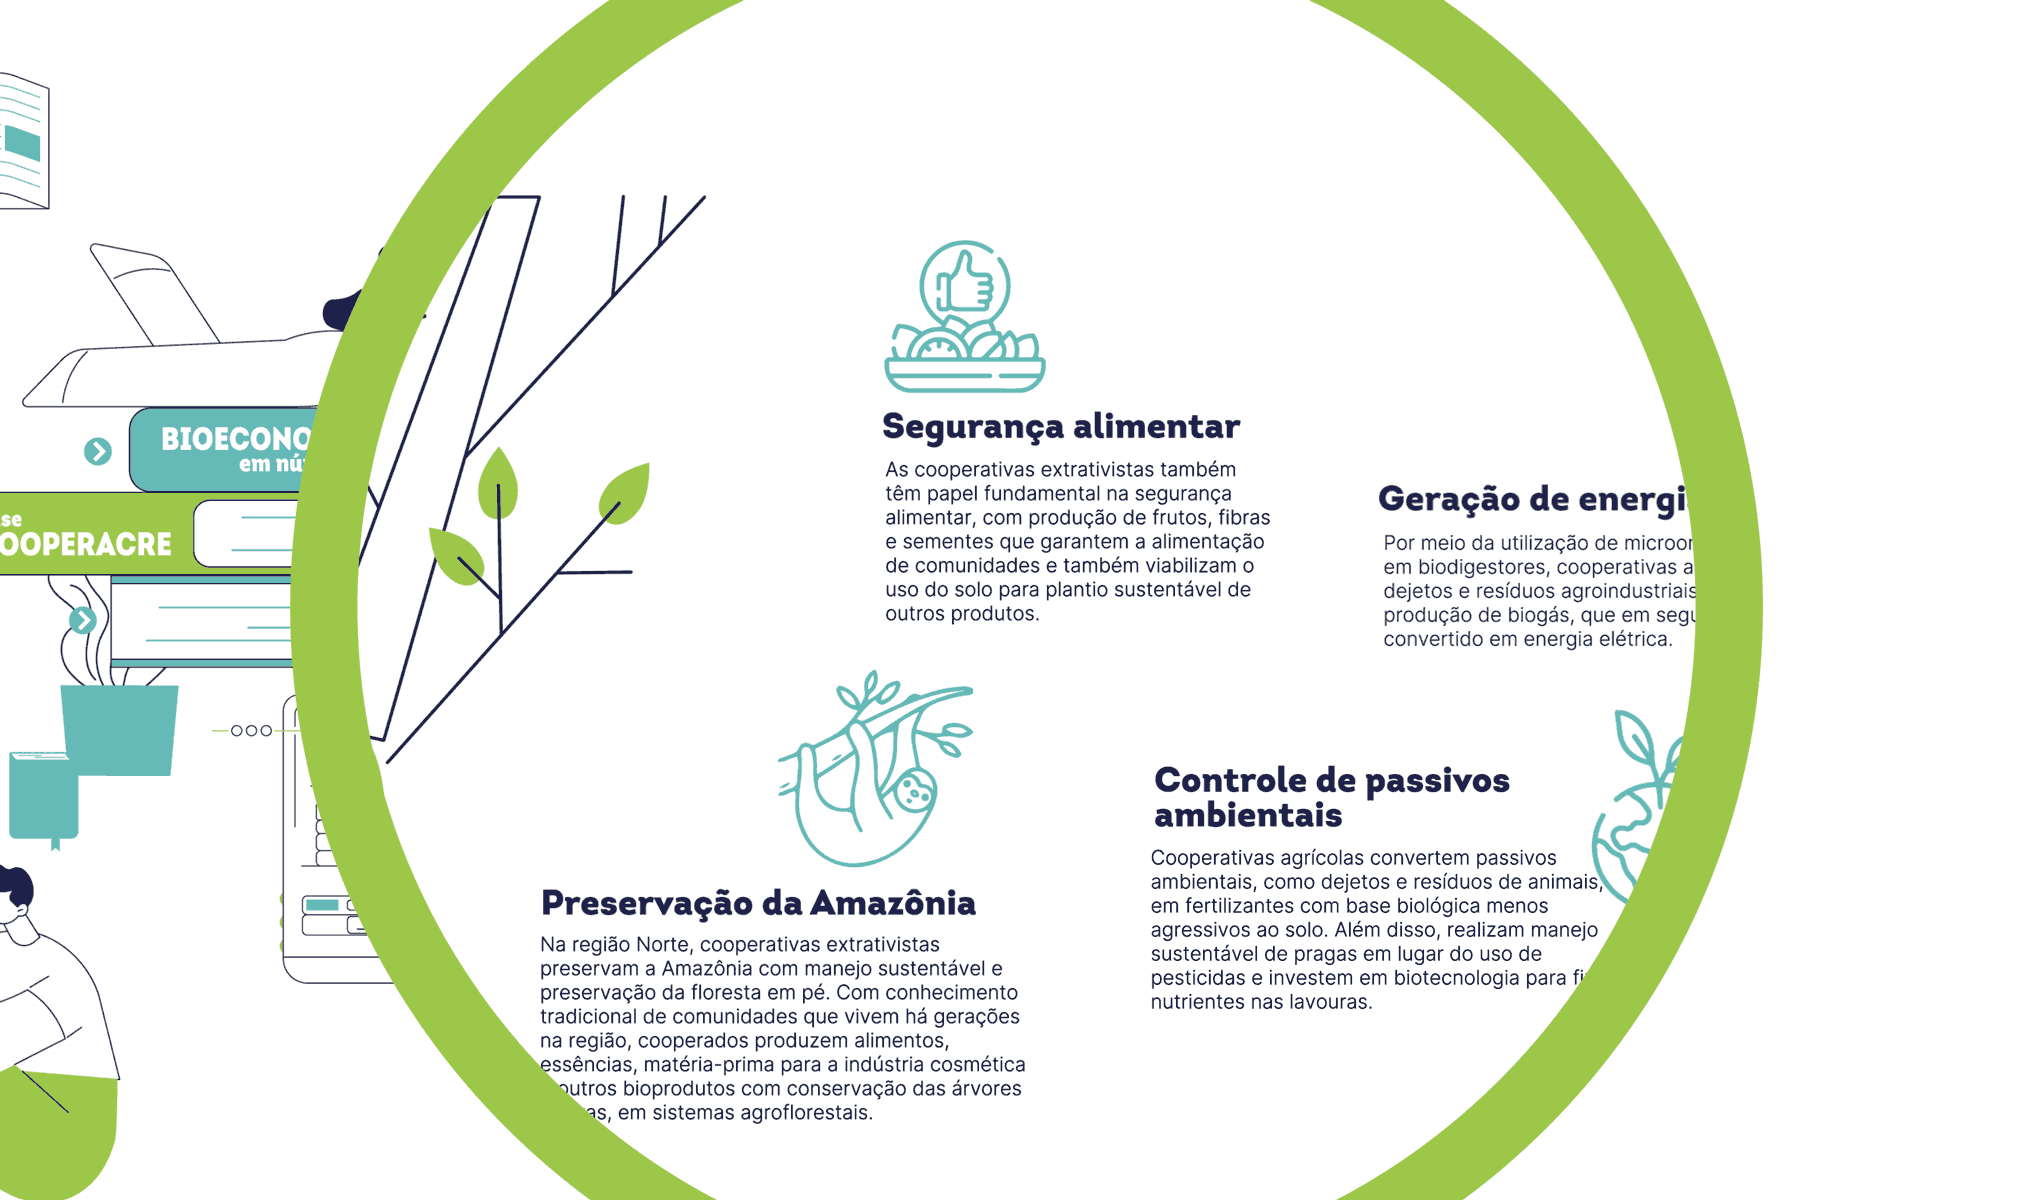 BIOECONO
em nú
se
OOPERACRE
Segurança alimentar
As cooperativas extrativistas também
têm papel fundamental na segurança
alimentar, com produção de frutos, fibras
e sementes que garantem a alimentação
de comunidades e também viabilizam o
uso do solo para plantio sustentável de
outros produtos.
Geração de energi
Por meio da utilização de microor
em biodigestores, cooperativas a
dejetos e resíduos agroindustriais
produção de biogás, que em segu
convertido em energia elétrica.
Preservação da Amazônia
Na região Norte, cooperativas extrativistas
preservam a Amazônia com manejo sustentável e
preservação da floresta em pé. Com conhecimento
tradicional de comunidades que vivem há gerações
na região, cooperados produzem alimentos,
essências, matéria-prima para a indústria cosmética
outros bioprodutos com conservação das árvores
as, em sistemas agroflorestais.
Controle de passivos
ambientais
Cooperativas agrícolas convertem passivos
ambientais, como dejetos e resíduos de animais,
em fertilizantes com base biológica menos
agressivos ao solo. Além disso, realizam manejo
sustentável de pragas em lugar do uso de
pesticidas e investem em biotecnologia para fi
nutrientes nas lavouras.